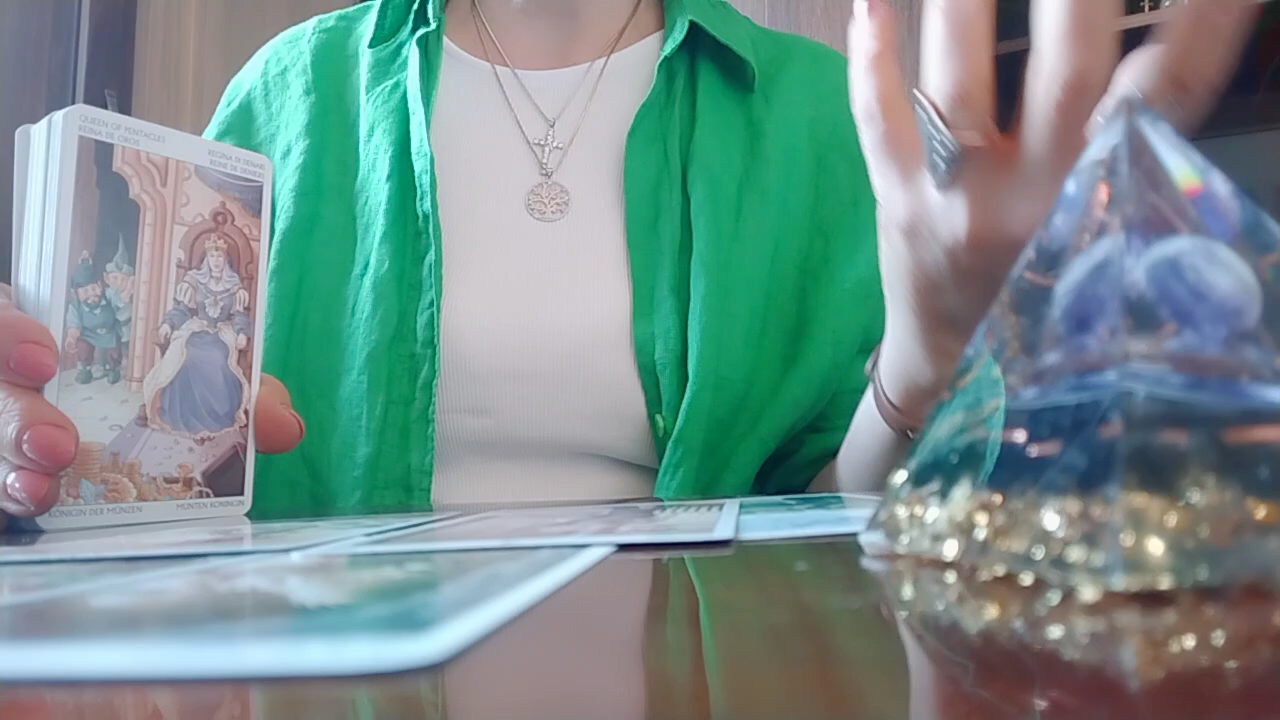 QUEEN OF PENTACLES
REINA DE OROS
REGINA DI DENARI
REINE DE DENIERS
KÖNIGIN DER MÜNZEN
MUNTEN KONINGIN